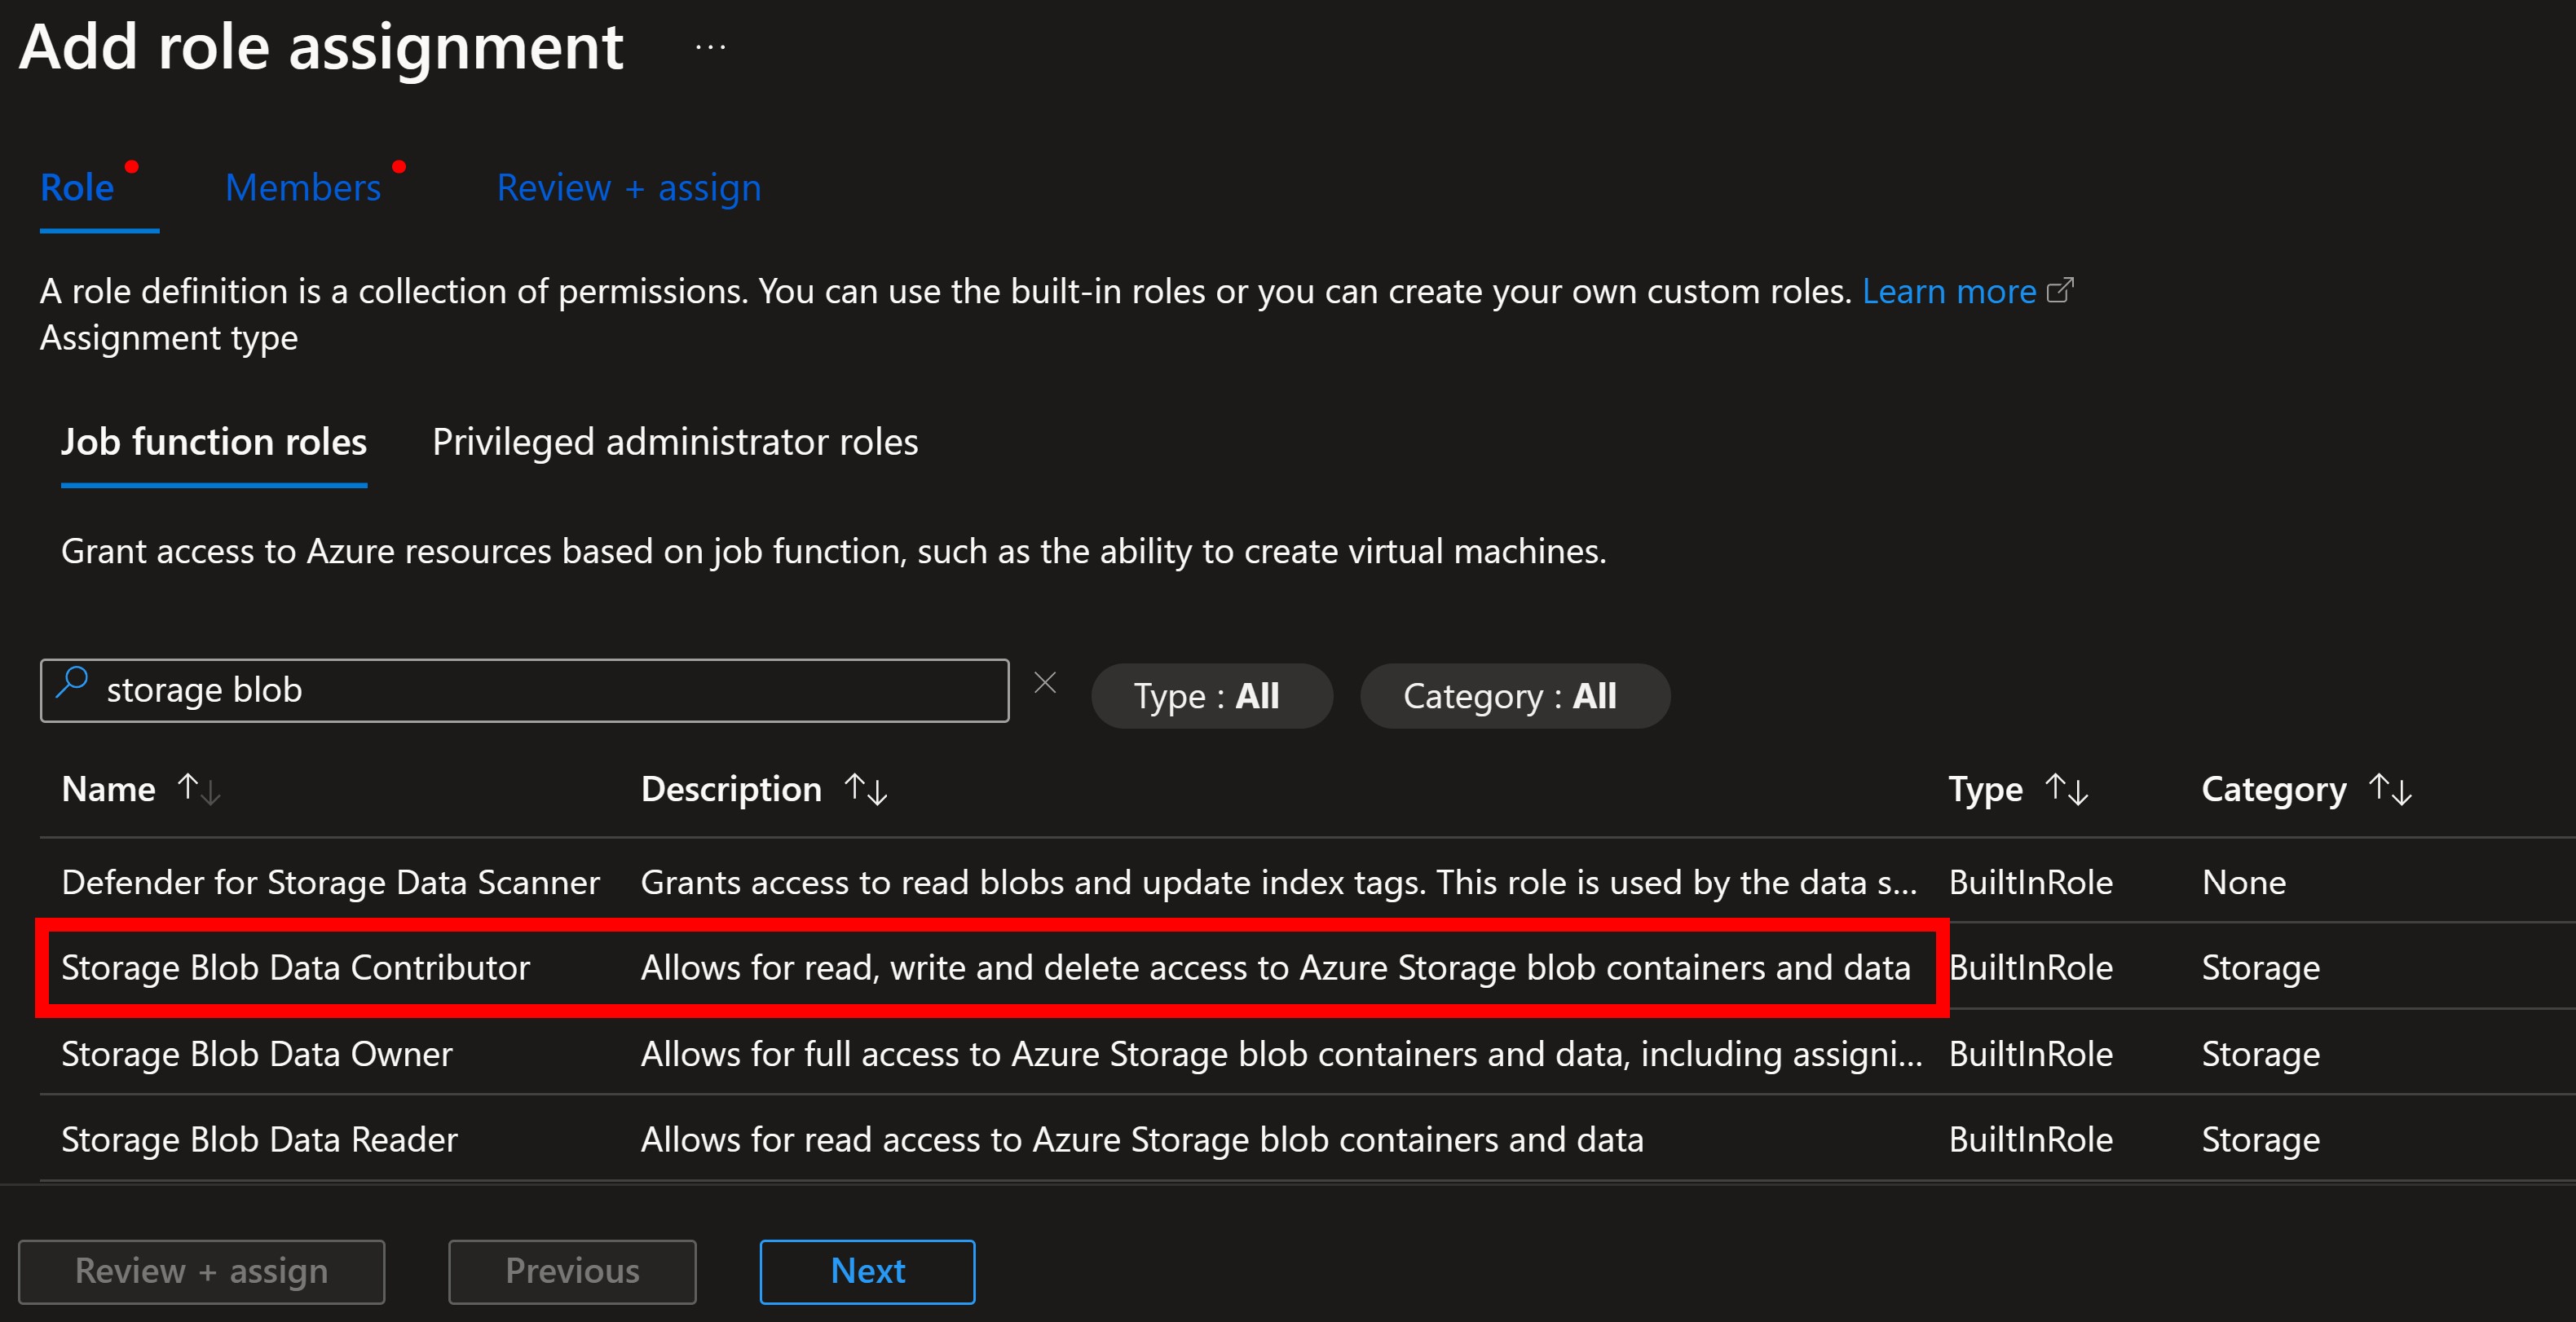 Add role assignment ...
Role Members Review + assign
A role definition is a collection of permissions. You can use the built-in roles or you can create your own custom roles. Learn more
Assignment type
Job function roles Privileged administrator roles
Grant access to Azure resources based on job function, such as the ability to create virtual machines.
storage blob Type : All Category : All
Name Description Type Category
Defender for Storage Data Scanner Grants access to read blobs and update index tags. This role is used by the data s... BuiltInRole None
Storage Blob Data Contributor Allows for read, write and delete access to Azure Storage blob containers and data BuiltInRole Storage
Storage Blob Data Owner Allows for full access to Azure Storage blob containers and data, including assigni... BuiltInRole Storage
Storage Blob Data Reader Allows for read access to Azure Storage blob containers and data BuiltInRole Storage
Review + assign Previous Next